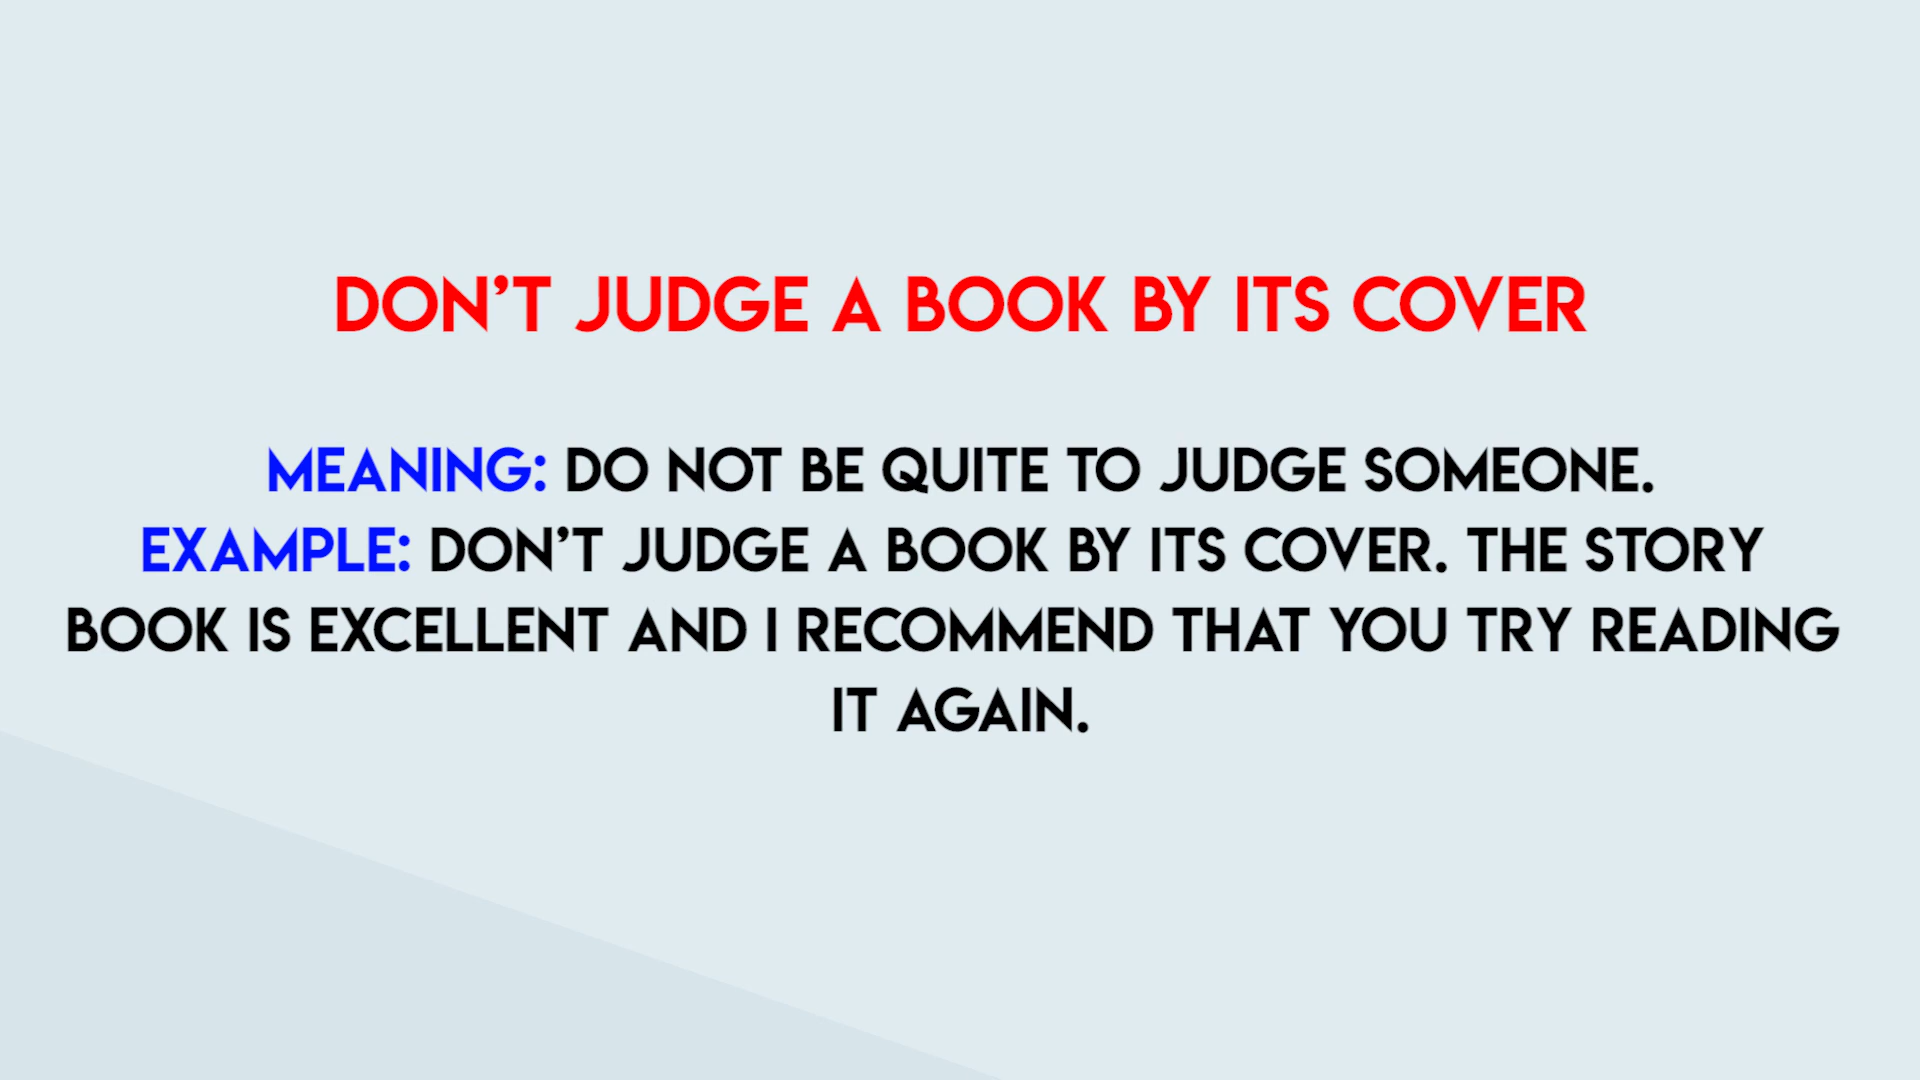 DON’T JUDGE A BOOK BY ITS COVER
MEANING: DO NOT BE QUITE TO JUDGE SOMEONE.
EXAMPLE: DON’T JUDGE A BOOK BY ITS COVER. THE STORY
BOOK IS EXCELLENT AND I RECOMMEND THAT YOU TRY READING
IT AGAIN.